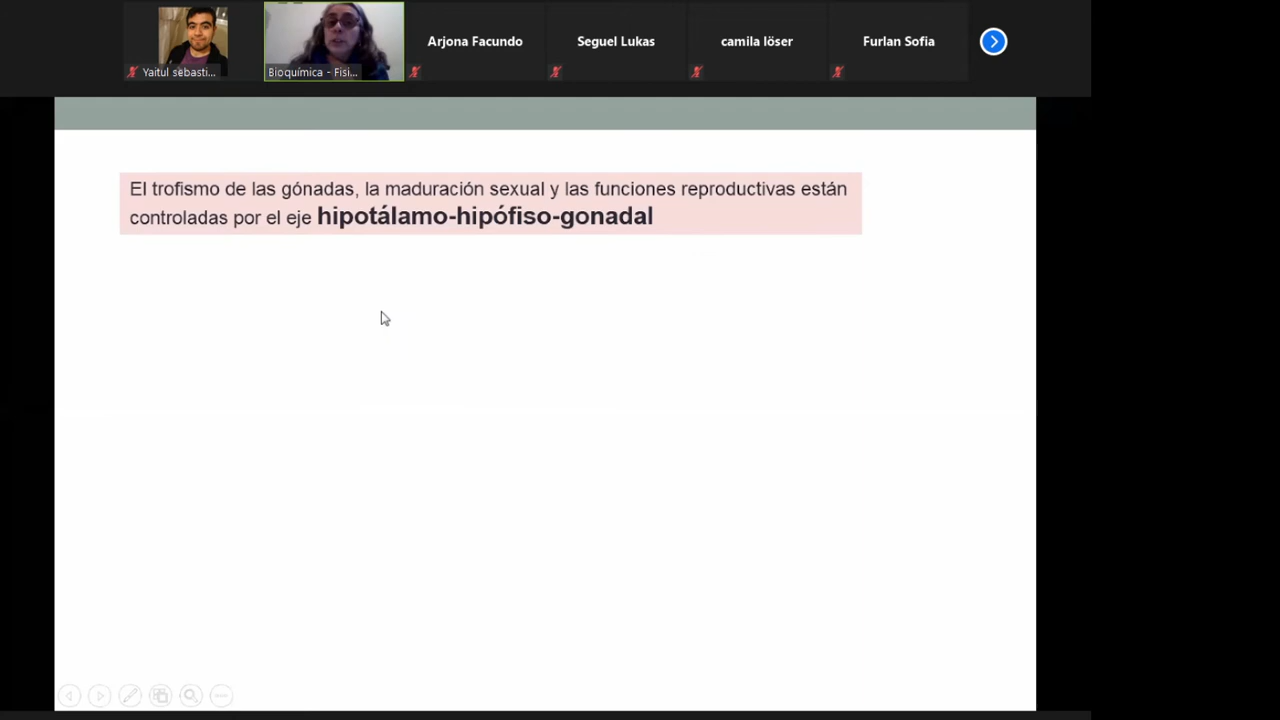 Yaitul sebasti...
Bioquímica - Fisi...
Arjona Facundo
Seguel Lukas
camila löser
Furlan Sofia
El trofismo de las gónadas, la maduración sexual y las funciones reproductivas están
controladas por el eje hipotálamo-hipófiso-gonadal